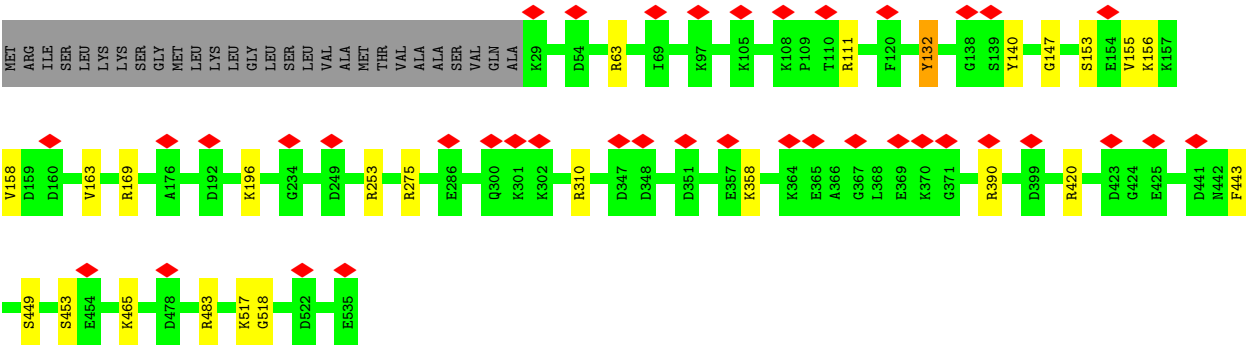 MET ARG ILE SER LEU LYS LYS SER GLY MET LEU LEU LYS LEU GLY LEU SER LEU VAL ALA MET THR VAL ALA ALA SER VAL GLN ALA K29 D54 R63 I69 K97 K105 K108 P109 T110 R111 F120 Y132 G138 S139 Y140 G147 S153 E154 V155 K156 K157
V158 D159 D160 V163 R169 A176 D192 K196 G234 D249 R253 R275 E286 Q300 K301 K302 R310 D347 D348 D351 E357 K358 K364 E365 A366 G367 L368 E369 K370 G371 R390 D399 R420 D423 G424 E425 D441 N442 F443
S449 S453 E454 K465 D478 R483 K517 G518 D522 E535